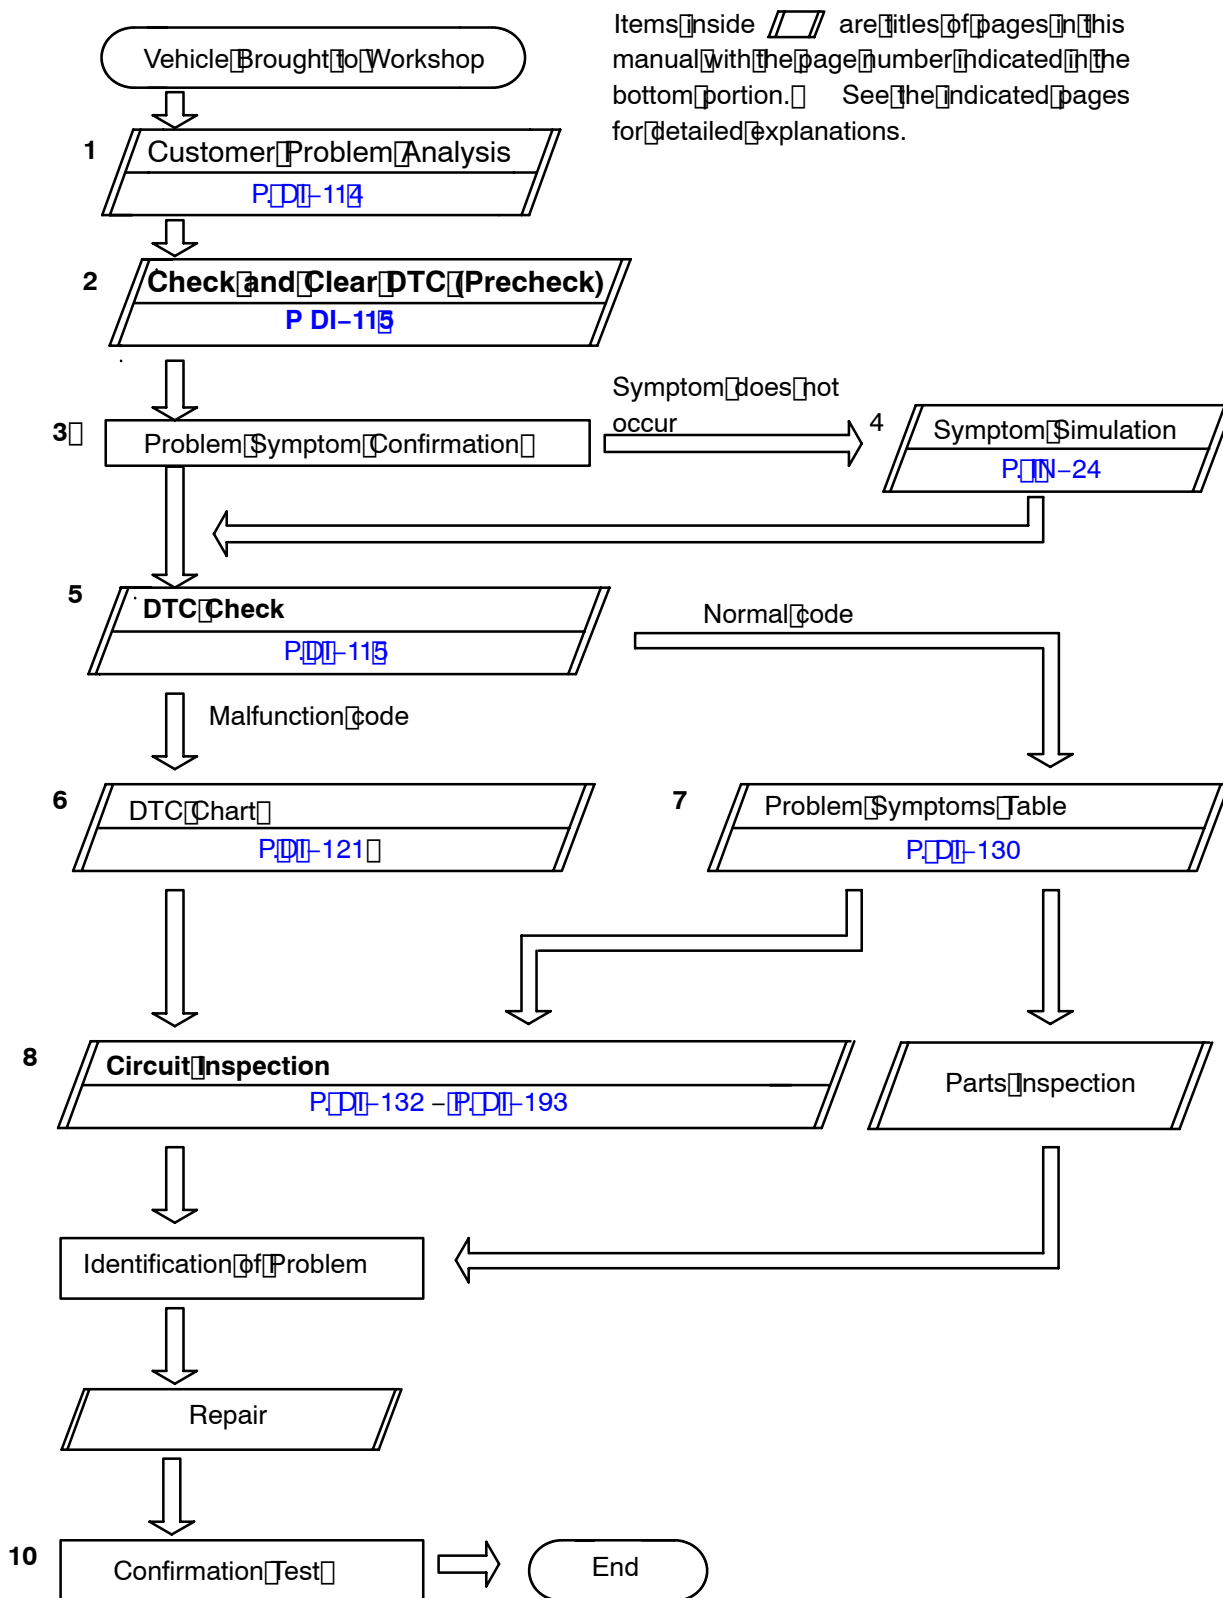 Vehicle Brought to Workshop
Items inside are titles of pages in this
manual with the page number indicated in the
bottom portion. See the indicated pages
for detailed explanations.
1
Customer Problem Analysis
P. DI–114
2
Check and Clear DTC (Precheck)
P DI–115
3
Problem Symptom Confirmation
Symptom does not
occur
4
Symptom Simulation
P. IN–24
5
DTC Check
P.DI–115
Normal code
Malfunction code
6
DTC Chart
P.DI–121
7
Problem Symptoms Table
P. DI–130
8
Circuit Inspection
P. DI–132 – P. DI–193
Parts Inspection
Identification of Problem
Repair
10
Confirmation Test
End